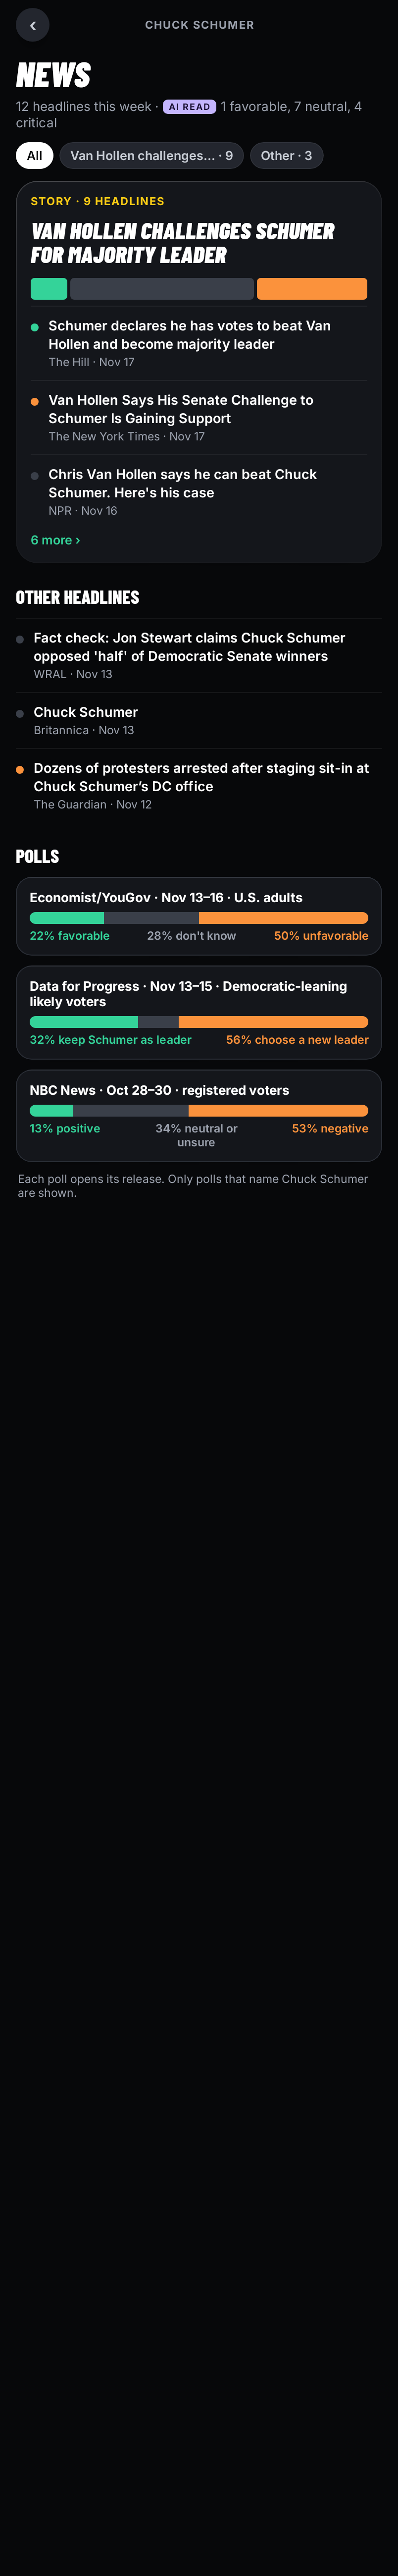 ‹
CHUCK SCHUMER
NEWS
12 headlines this week · AI READ 1 favorable, 7 neutral, 4
critical
All
Van Hollen challenges… · 9
Other · 3
STORY · 9 HEADLINES
VAN HOLLEN CHALLENGES SCHUMER
FOR MAJORITY LEADER
Schumer declares he has votes to beat Van
Hollen and become majority leader
The Hill · Nov 17
Van Hollen Says His Senate Challenge to
Schumer Is Gaining Support
The New York Times · Nov 17
Chris Van Hollen says he can beat Chuck
Schumer. Here's his case
NPR · Nov 16
6 more ›
OTHER HEADLINES
Fact check: Jon Stewart claims Chuck Schumer
opposed 'half' of Democratic Senate winners
WRAL · Nov 13
Chuck Schumer
Britannica · Nov 13
Dozens of protesters arrested after staging sit-in at
Chuck Schumer’s DC office
The Guardian · Nov 12
POLLS
Economist/YouGov · Nov 13–16 · U.S. adults
22% favorable
28% don't know
50% unfavorable
Data for Progress · Nov 13–15 · Democratic-leaning
likely voters
32% keep Schumer as leader
56% choose a new leader
NBC News · Oct 28–30 · registered voters
13% positive
34% neutral or
unsure
53% negative
Each poll opens its release. Only polls that name Chuck Schumer
are shown.